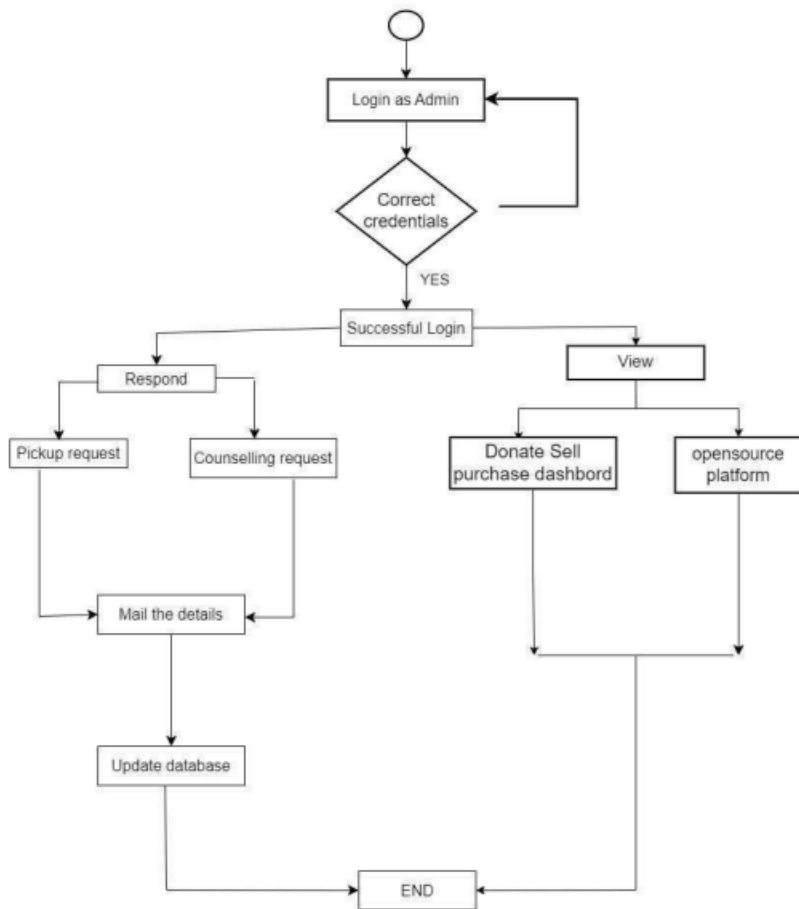 Login as Admin
Correct
credentials
YES
Successful Login
Respond
View
Pickup request
Counselling request
Donate Sell
purchase dashbord
opensource
platform
Mail the details
Update database
END